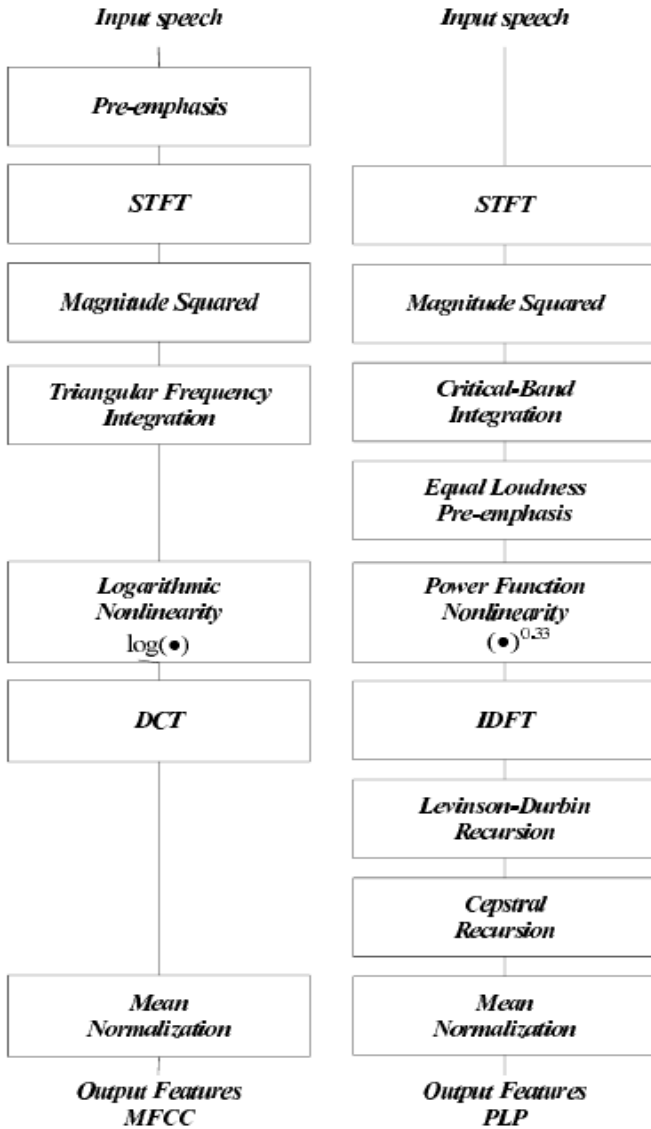 Input speech
Pre-emphasis
STFT
Magnitude Squared
Triangular Frequency
Integration
Logarithmic
Nonlinearity
log(●)
DCT
Mean
Normalization
Output Features
MFCC
Input speech
STFT
Magnitude Squared
Critical-Band
Integration
Equal Loudness
Pre-emphasis
Power Function
Nonlinearity
(●)^0.33
IDFT
Levinson-Durbin
Recursion
Cepstral
Recursion
Mean
Normalization
Output Features
PLP